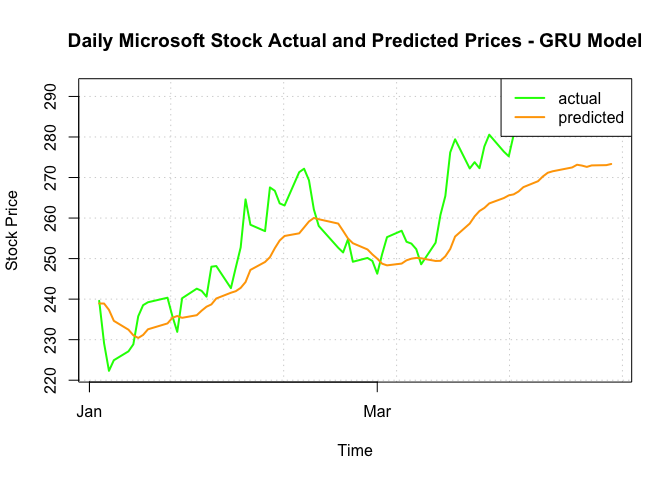 Daily Microsoft Stock Actual and Predicted Prices - GRU Model
actual
predicted
Stock Price
290
280
270
260
250
240
230
220
Jan
Mar
Time